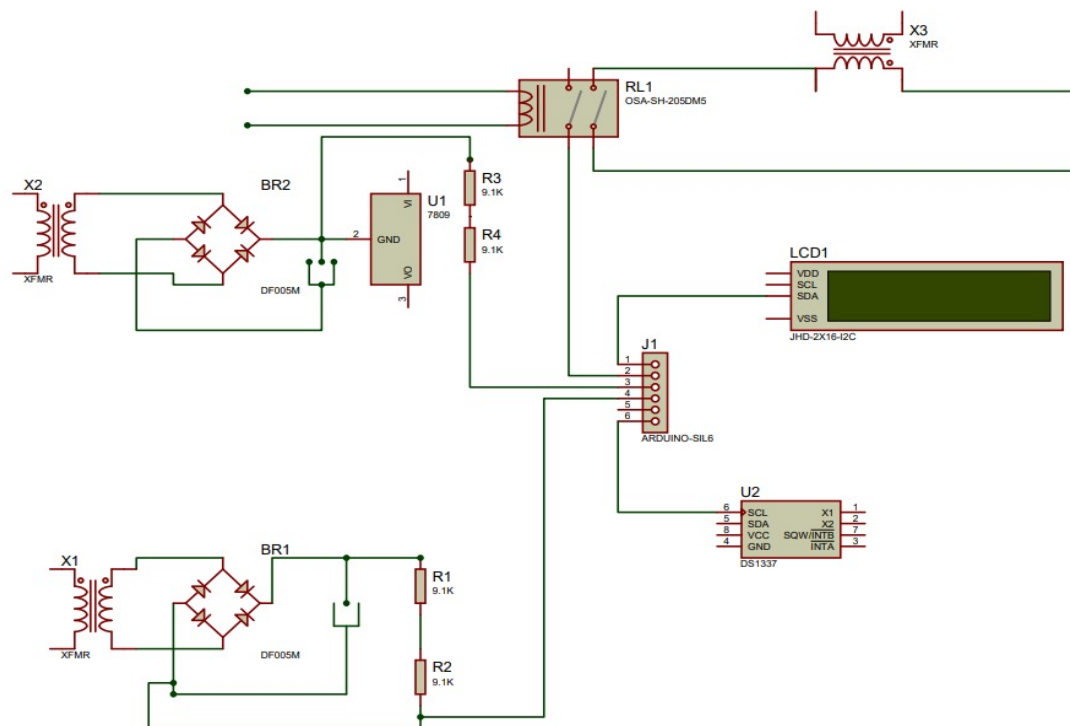 X3
XFMR
RL1
OSA-SH-205DM5
X2
XFMR
BR2
DF005M
1
VI
U1
7809
2
GND
VO
3
R3
9.1K
R4
9.1K
LCD1
VDD
SCL
SDA
VSS
JHD-2X16-I2C
J1
1
2
3
4
5
6
ARDUINO-SIL6
U2
6 SCL X1 1
5 SDA X2 2
8 VCC SQW/INTB 7
4 GND INTA 3
DS1337
X1
XFMR
BR1
DF005M
R1
9.1K
R2
9.1K